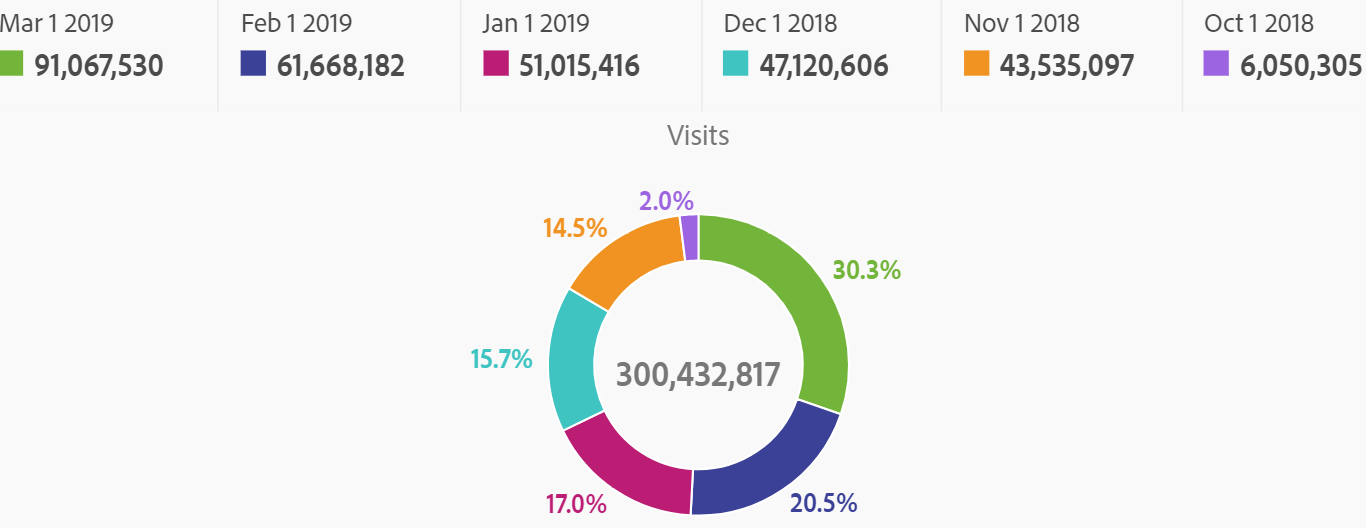 Mar 1 2019 Feb 1 2019 Jan 1 2019 Dec 1 2018 Nov 1 2018 Oct 1 2018
91,067,530 61,668,182 51,015,416 47,120,606 43,535,097 6,050,305
Visits
2.0%
14.5%
30.3%
15.7%
300,432,817
17.0%
20.5%